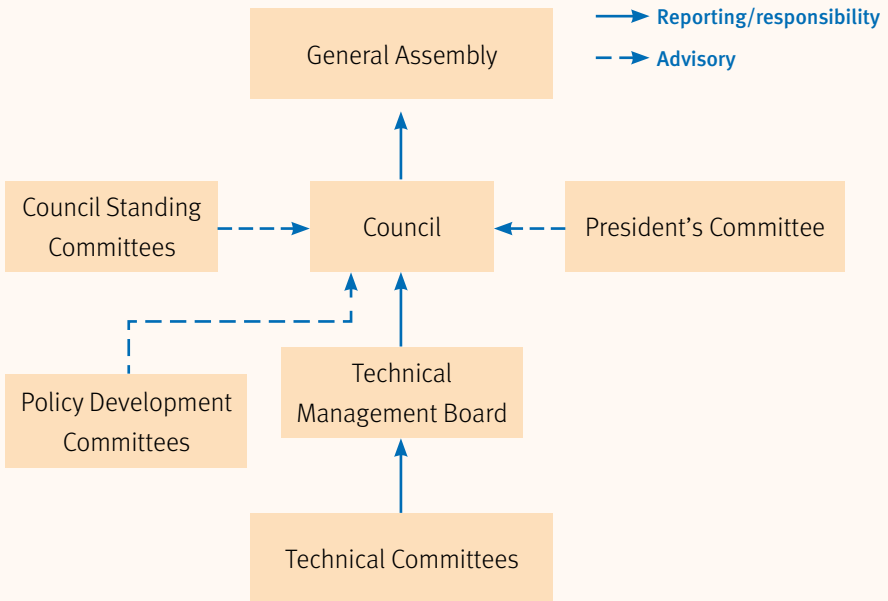 General Assembly
Reporting/responsibility
Advisory
Council Standing
Committees
Council
President’s Committee
Policy Development
Committees
Technical
Management Board
Technical Committees